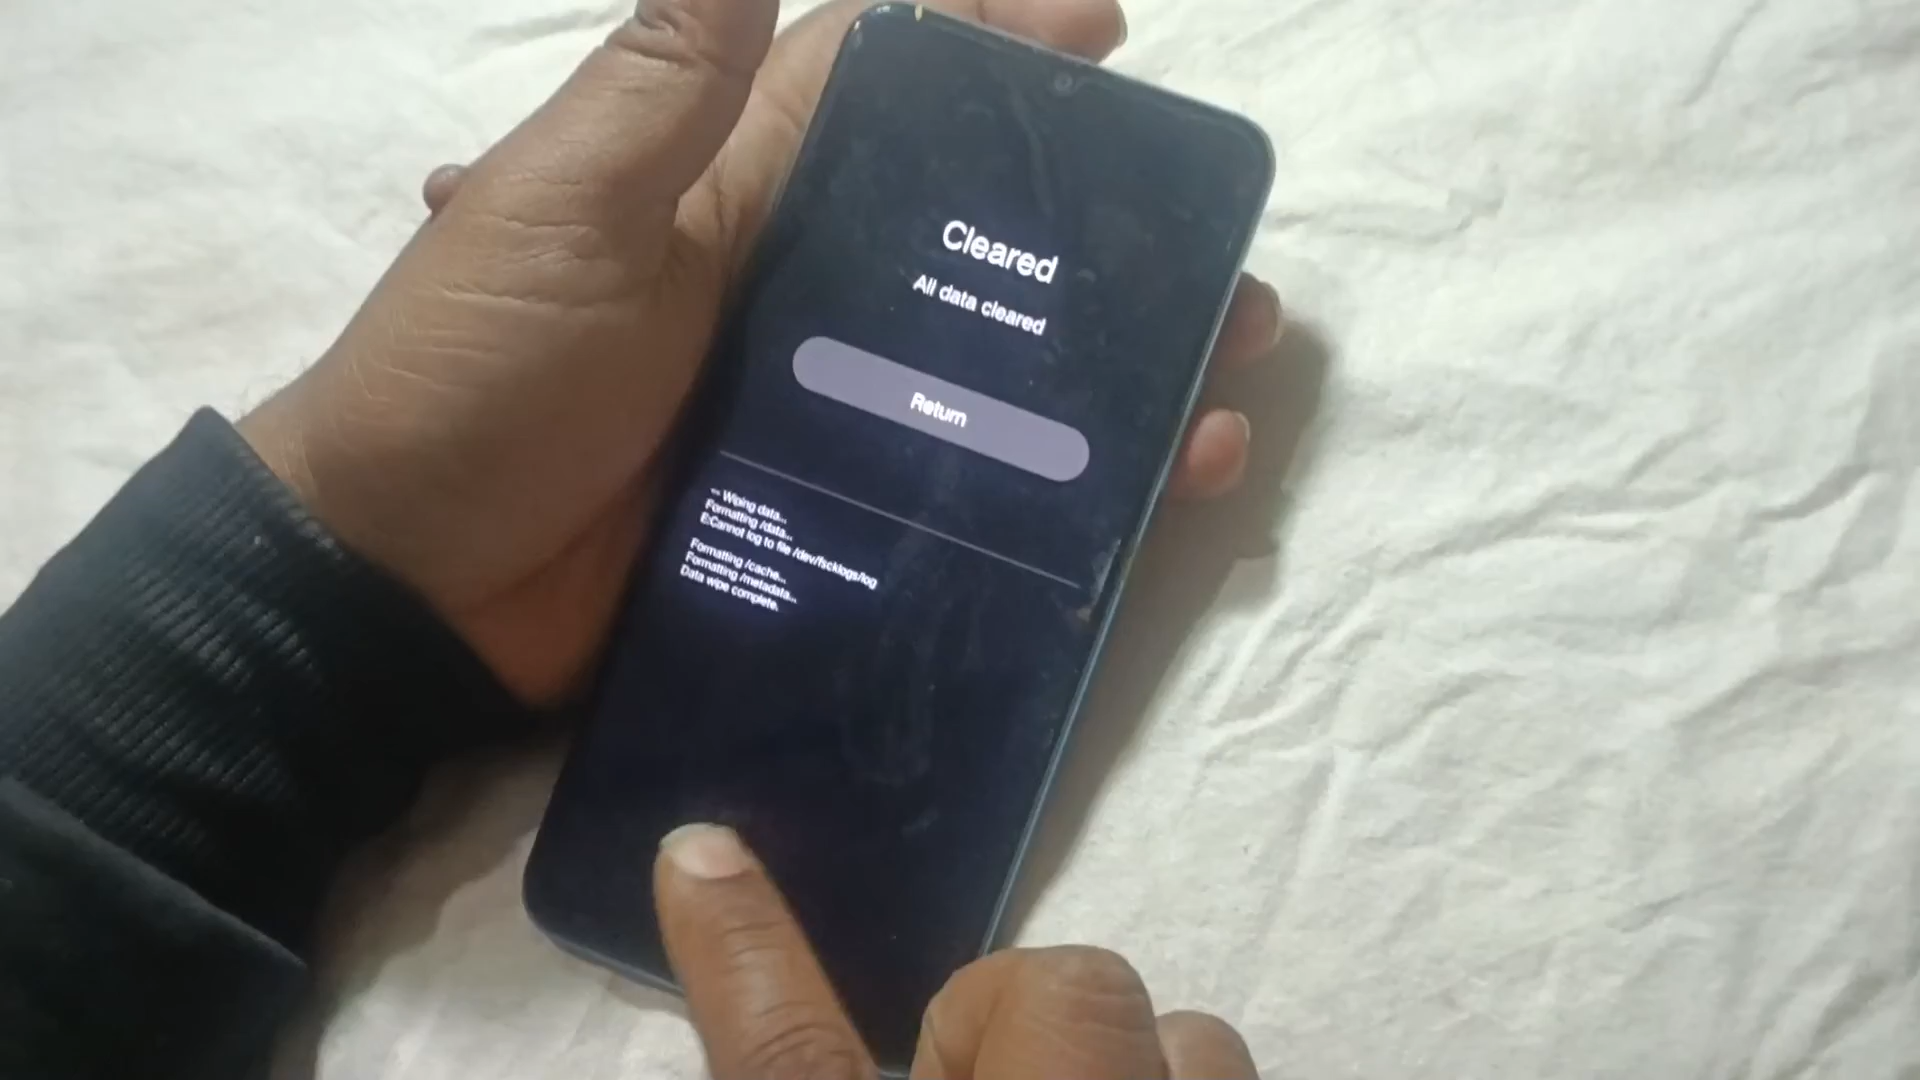 Cleared
All data cleared
Return
-- Wiping data...
Formatting /data...
E:Cannot log to file /dev/fscklogs/log
Formatting /cache...
Formatting /metadata...
Data wipe complete.